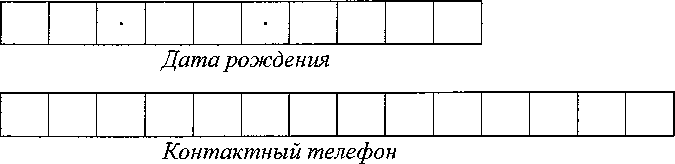 . .
Дата рождения
Контактный телефон